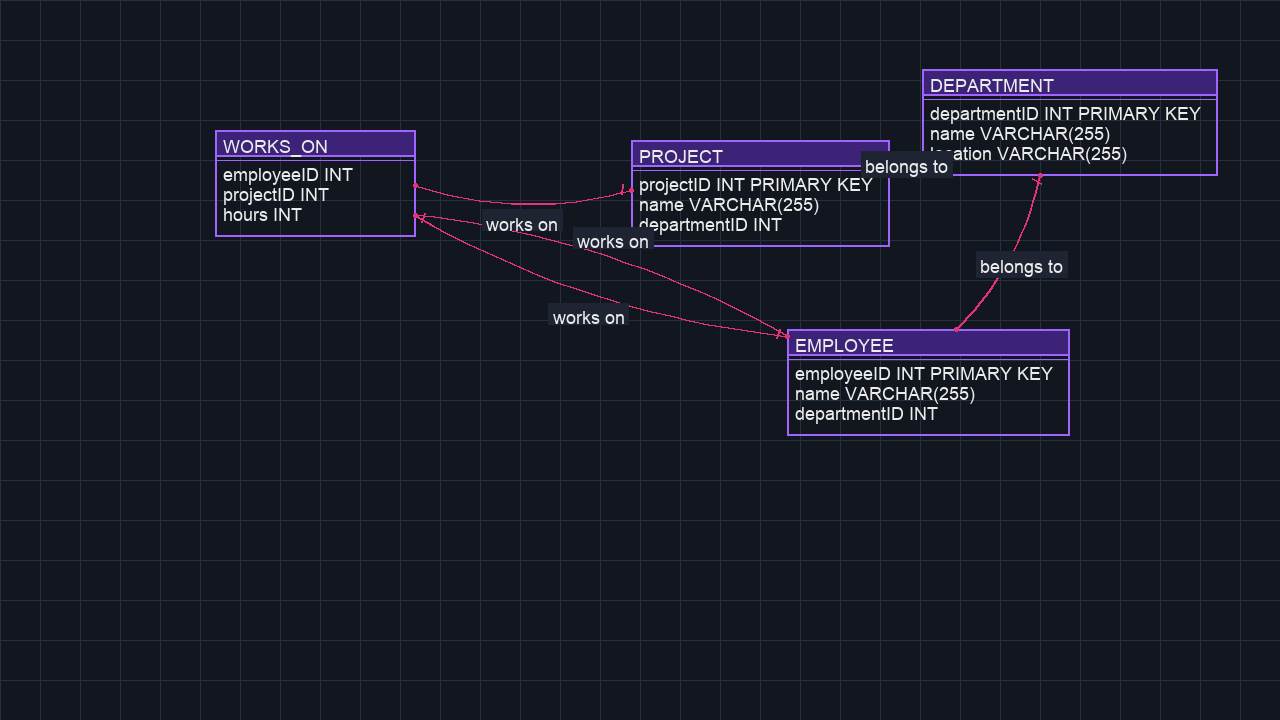 WORKS_ON
employeeID INT
projectID INT
hours INT
PROJECT
projectID INT PRIMARY KEY
name VARCHAR(255)
departmentID INT
DEPARTMENT
departmentID INT PRIMARY KEY
name VARCHAR(255)
location VARCHAR(255)
belongs to
works on
works on
belongs to
works on
EMPLOYEE
employeeID INT PRIMARY KEY
name VARCHAR(255)
departmentID INT